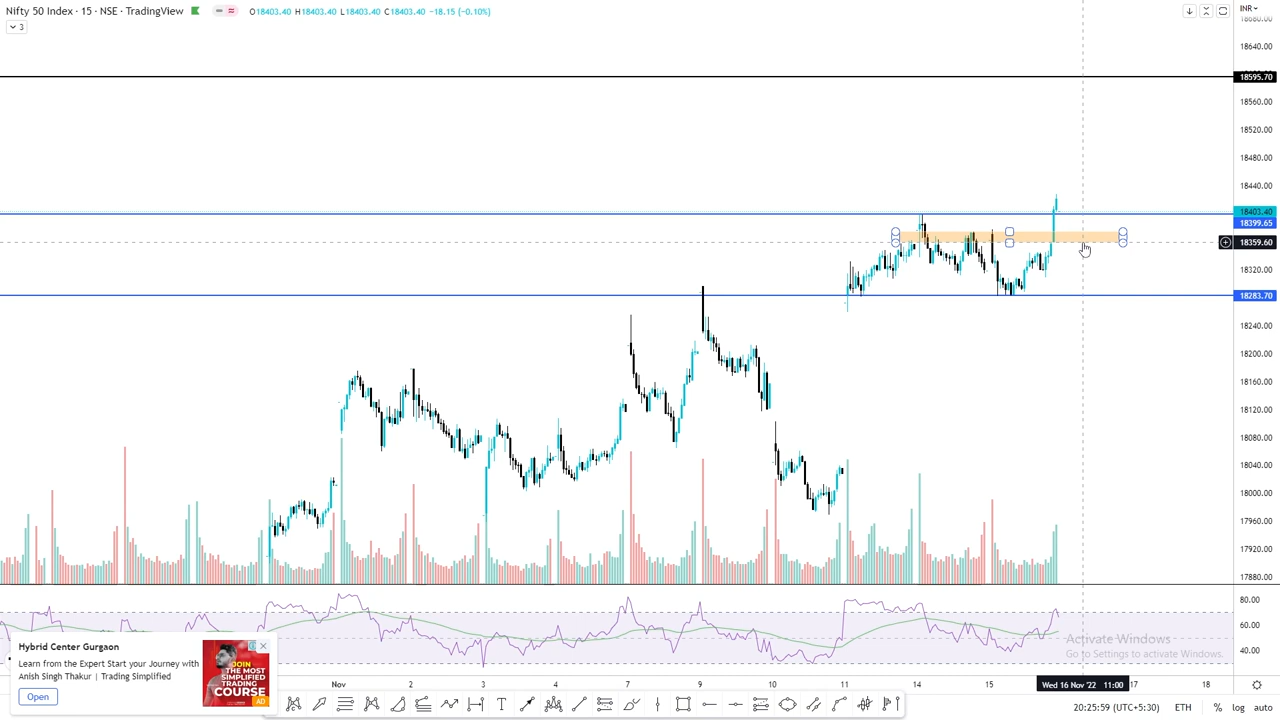 Nifty 50 Index · 15 · NSE · TradingView O18403.40 H18403.40 L18403.40 C18403.40 −18.15 (−0.10%) INR
3
18680.00
18640.00
18595.70
18560.00
18520.00
18480.00
18440.00
18403.40
18399.65
18359.60
18320.00
18283.70
18240.00
18200.00
18160.00
18120.00
18080.00
18040.00
18000.00
17960.00
17920.00
17880.00
80.00
60.00
40.00
Activate Windows
Go to Settings to activate Windows.
Hybrid Center Gurgaon
Learn from the Expert Start your Journey with
Anish Singh Thakur | Trading Simplified
Open
JOIN
THE MOST
SIMPLIFIED
TRADING
COURSE
AD
Nov 2 3 4 7 9 10 11 14 15 Wed 16 Nov '22 11:00 17 18
20:25:59 (UTC+5:30) ETH % log auto